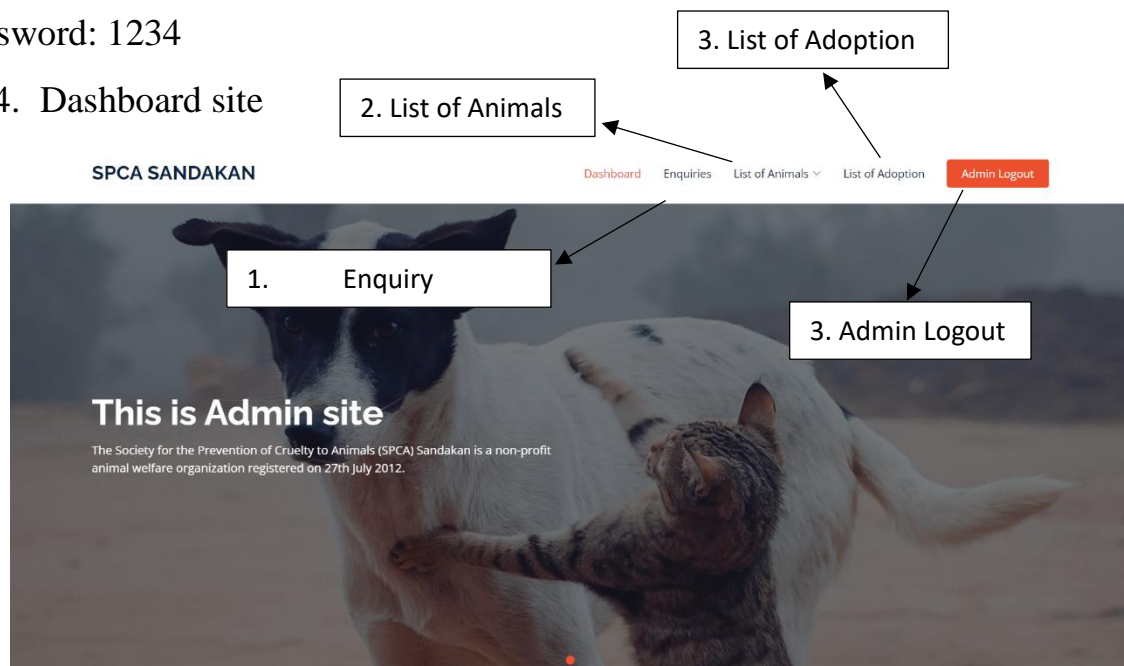 sword: 1234
3. List of Adoption
4. Dashboard site
2. List of Animals
SPCA SANDAKAN
Dashboard Enquiries List of Animals List of Adoption Admin Logout
1. Enquiry
3. Admin Logout
This is Admin site
The Society for the Prevention of Cruelty to Animals (SPCA) Sandakan is a non-profit
animal welfare organization registered on 27th July 2012.